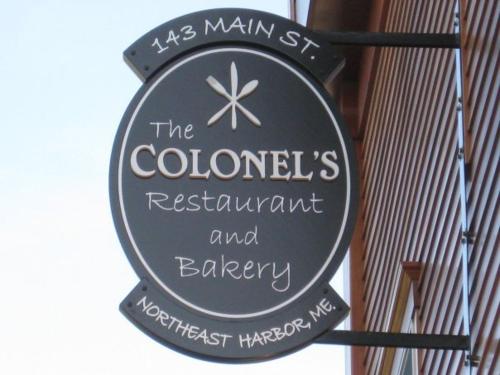 143 MAIN ST.
The
COLONEL'S
Restaurant
and
Bakery
NORTHEAST HARBOR, ME.